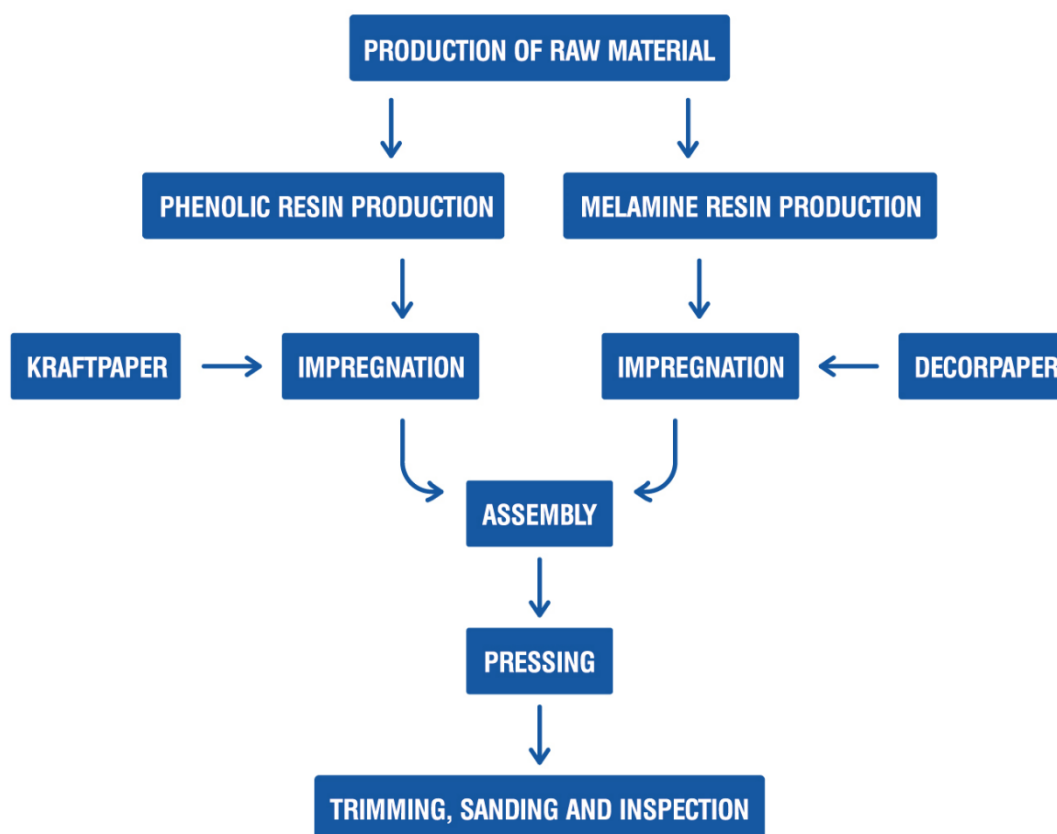 PRODUCTION OF RAW MATERIAL
PHENOLIC RESIN PRODUCTION
MELAMINE RESIN PRODUCTION
KRAFTPAPER
IMPREGNATION
IMPREGNATION
DECORPAPER
ASSEMBLY
PRESSING
TRIMMING, SANDING AND INSPECTION